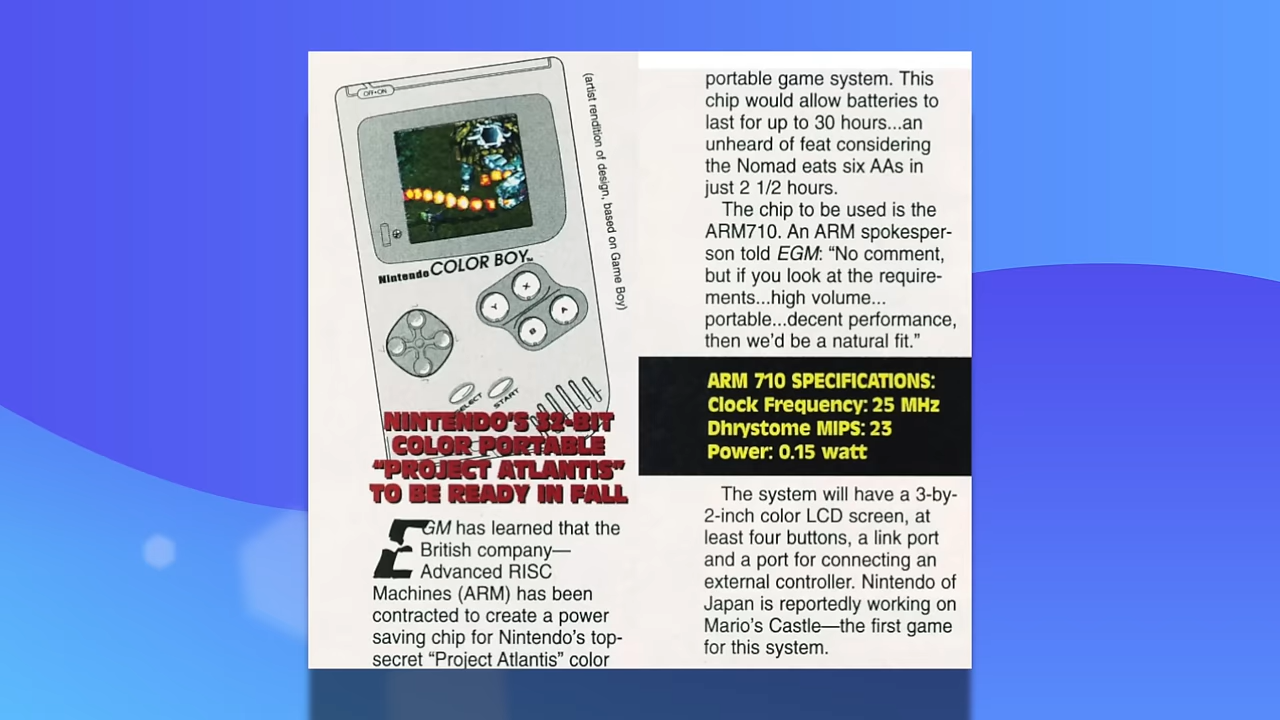 OFF•ON
(artist rendition of design, based on Game Boy)
Nintendo COLOR BOY™
X
Y
A
B
SELECT
START
NINTENDO'S 32-BIT
COLOR PORTABLE
“PROJECT ATLANTIS”
TO BE READY IN FALL
EGM has learned that the
British company—
Advanced RISC
Machines (ARM) has been
contracted to create a power
saving chip for Nintendo's top-
secret “Project Atlantis” color
portable game system. This
chip would allow batteries to
last for up to 30 hours...an
unheard of feat considering
the Nomad eats six AAs in
just 2 1/2 hours.
The chip to be used is the
ARM710. An ARM spokesper-
son told EGM: “No comment,
but if you look at the require-
ments...high volume...
portable...decent performance,
then we'd be a natural fit.”
ARM 710 SPECIFICATIONS:
Clock Frequency: 25 MHz
Dhrystome MIPS: 23
Power: 0.15 watt
The system will have a 3-by-
2-inch color LCD screen, at
least four buttons, a link port
and a port for connecting an
external controller. Nintendo of
Japan is reportedly working on
Mario's Castle—the first game
for this system.